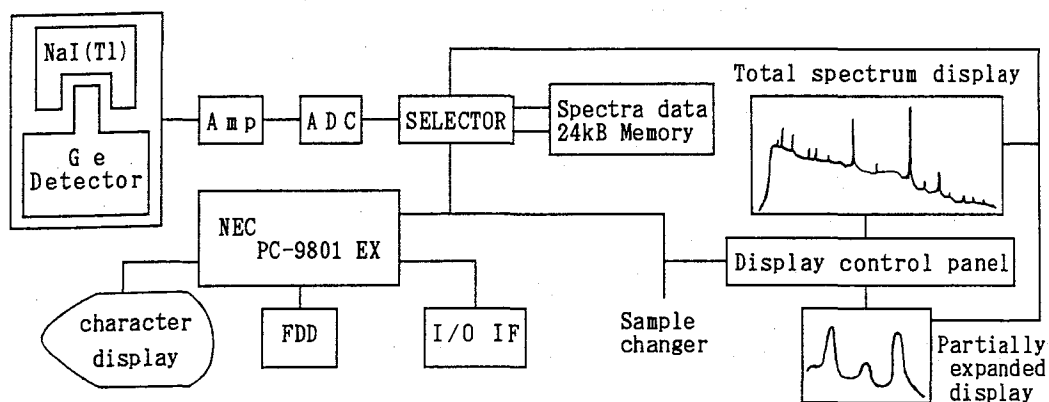 NaI(Tl)
Ge
Detector
Amp
ADC
SELECTOR
Spectra data
24kB Memory
Total spectrum display
NEC
PC-9801 EX
Display control panel
character
display
FDD
I/O IF
Sample
changer
Partially
expanded
display